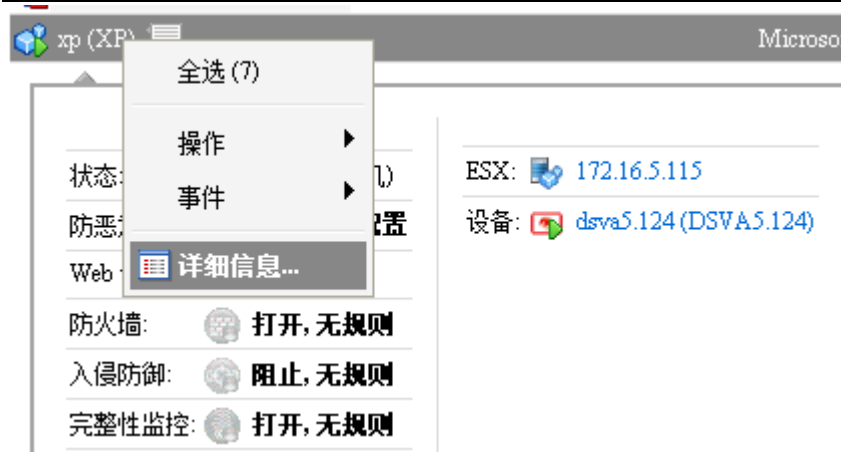 xp (XP)
Microso
全选(7)
操作
事件
详细信息...
状态:
机)
防恶
置
Web
防火墙: 打开, 无规则
入侵防御: 阻止, 无规则
完整性监控: 打开, 无规则
ESX: 172.16.5.115
设备: dsva5.124 (DSVA5.124)